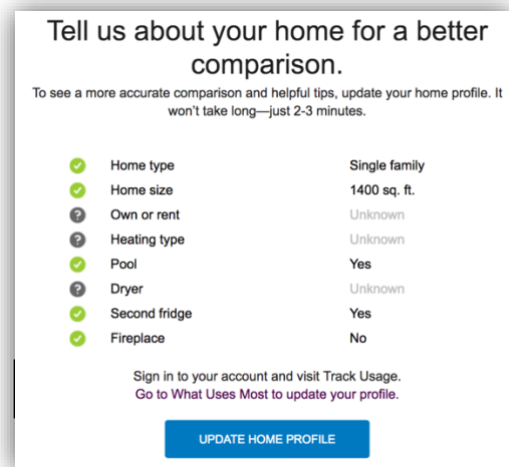 Tell us about your home for a better
comparison.
To see a more accurate comparison and helpful tips, update your home profile. It
won't take long—just 2-3 minutes.
Home type Single family
Home size 1400 sq. ft.
? Own or rent Unknown
? Heating type Unknown
Pool Yes
? Dryer Unknown
Second fridge Yes
Fireplace No
Sign in to your account and visit Track Usage.
Go to What Uses Most to update your profile.
UPDATE HOME PROFILE